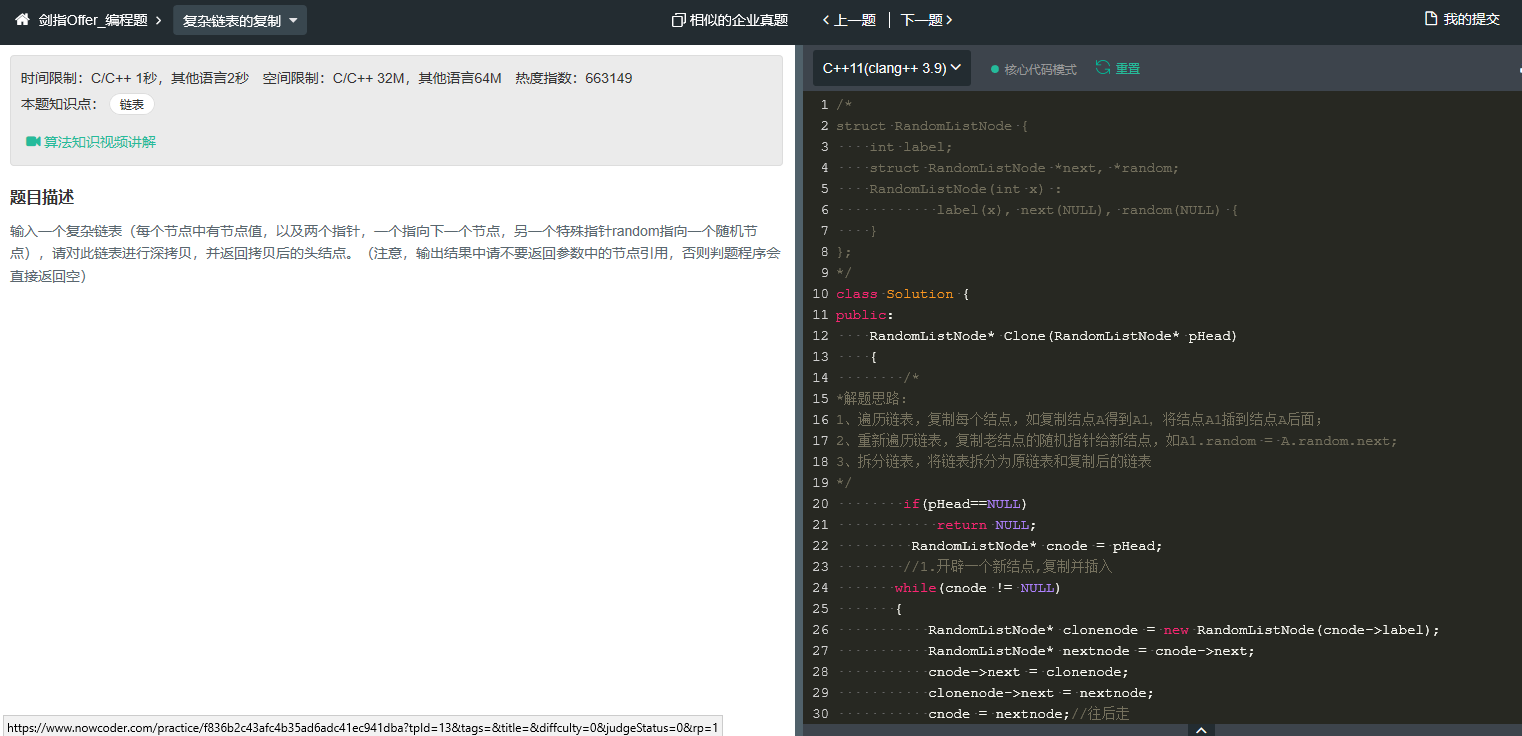 剑指Offer_编程题 > 复杂链表的复制
相似的企业真题
上一题 | 下一题
我的提交
时间限制：C/C++ 1秒，其他语言2秒 空间限制：C/C++ 32M，其他语言64M 热度指数：663149
本题知识点： 链表
算法知识视频讲解
题目描述
输入一个复杂链表（每个节点中有节点值，以及两个指针，一个指向下一个节点，另一个特殊指针random指向一个随机节
点），请对此链表进行深拷贝，并返回拷贝后的头结点。（注意，输出结果中请不要返回参数中的节点引用，否则判题程序会
直接返回空）
https://www.nowcoder.com/practice/f836b2c43afc4b35ad6adc41ec941dba?tpId=13&tags=&title=&diffculty=0&judgeStatus=0&rp=1
C++11(clang++ 3.9)
核心代码模式
重置
1 /*
2 struct RandomListNode {
3     int label;
4     struct RandomListNode *next, *random;
5     RandomListNode(int x) :
6             label(x), next(NULL), random(NULL) {
7     }
8 };
9 */
10 class Solution {
11 public:
12     RandomListNode* Clone(RandomListNode* pHead)
13     {
14         /*
15 *解题思路：
16 1、遍历链表，复制每个结点，如复制结点A得到A1，将结点A1插到结点A后面；
17 2、重新遍历链表，复制老结点的随机指针给新结点，如A1.random = A.random.next;
18 3、拆分链表，将链表拆分为原链表和复制后的链表
19 */
20         if(pHead==NULL)
21             return NULL;
22          RandomListNode* cnode = pHead;
23         //1.开辟一个新结点,复制并插入
24        while(cnode != NULL)
25        {
26            RandomListNode* clonenode = new RandomListNode(cnode->label);
27            RandomListNode* nextnode = cnode->next;
28            cnode->next = clonenode;
29            clonenode->next = nextnode;
30            cnode = nextnode;//往后走